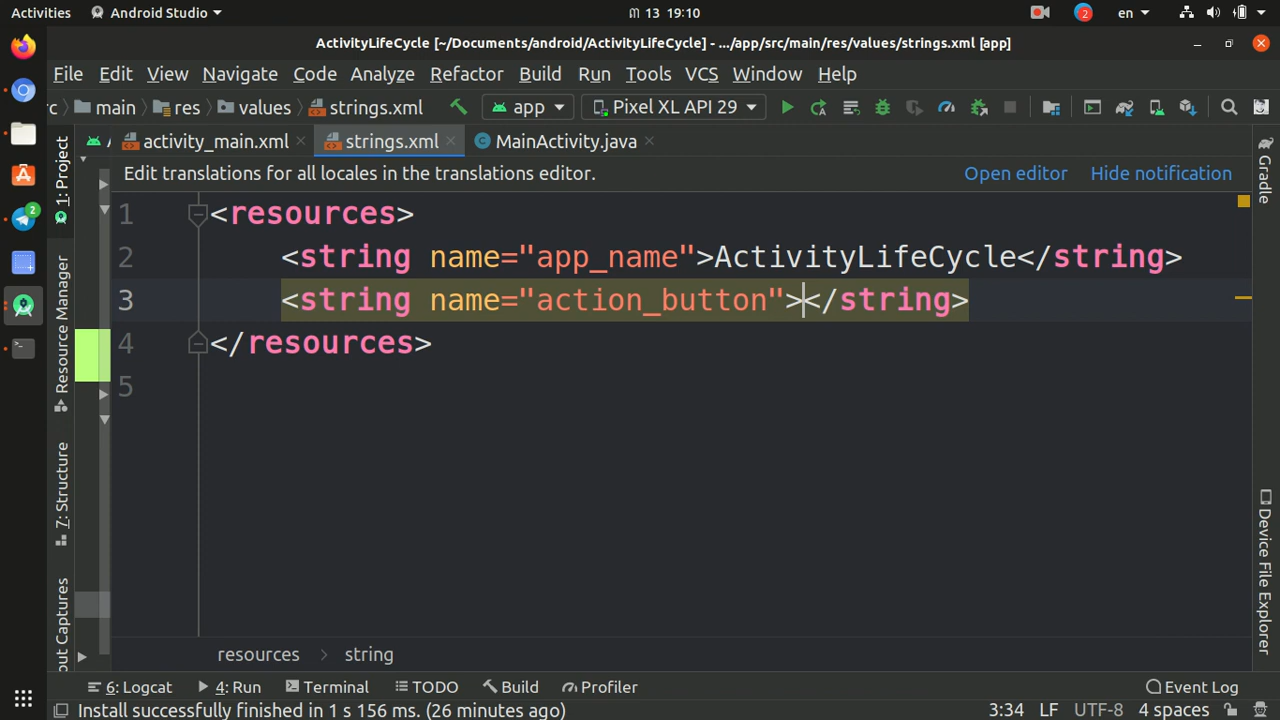 Activities Android Studio ጠ 13 19:10 2 en
ActivityLifeCycle [~/Documents/android/ActivityLifeCycle] - .../app/src/main/res/values/strings.xml [app]
File Edit View Navigate Code Analyze Refactor Build Run Tools VCS Window Help
main res values strings.xml app Pixel XL API 29
activity_main.xml strings.xml MainActivity.java
Edit translations for all locales in the translations editor. Open editor Hide notification
1 <resources>
2 <string name="app_name">ActivityLifeCycle</string>
3 <string name="action_button"></string>
4 </resources>
5
1: Project
Resource Manager
7: Structure
Captures
Gradle
Device File Explorer
2
resources > string
6: Logcat 4: Run Terminal TODO Build Profiler Event Log
Install successfully finished in 1 s 156 ms. (26 minutes ago) 3:34 LF UTF-8 4 spaces